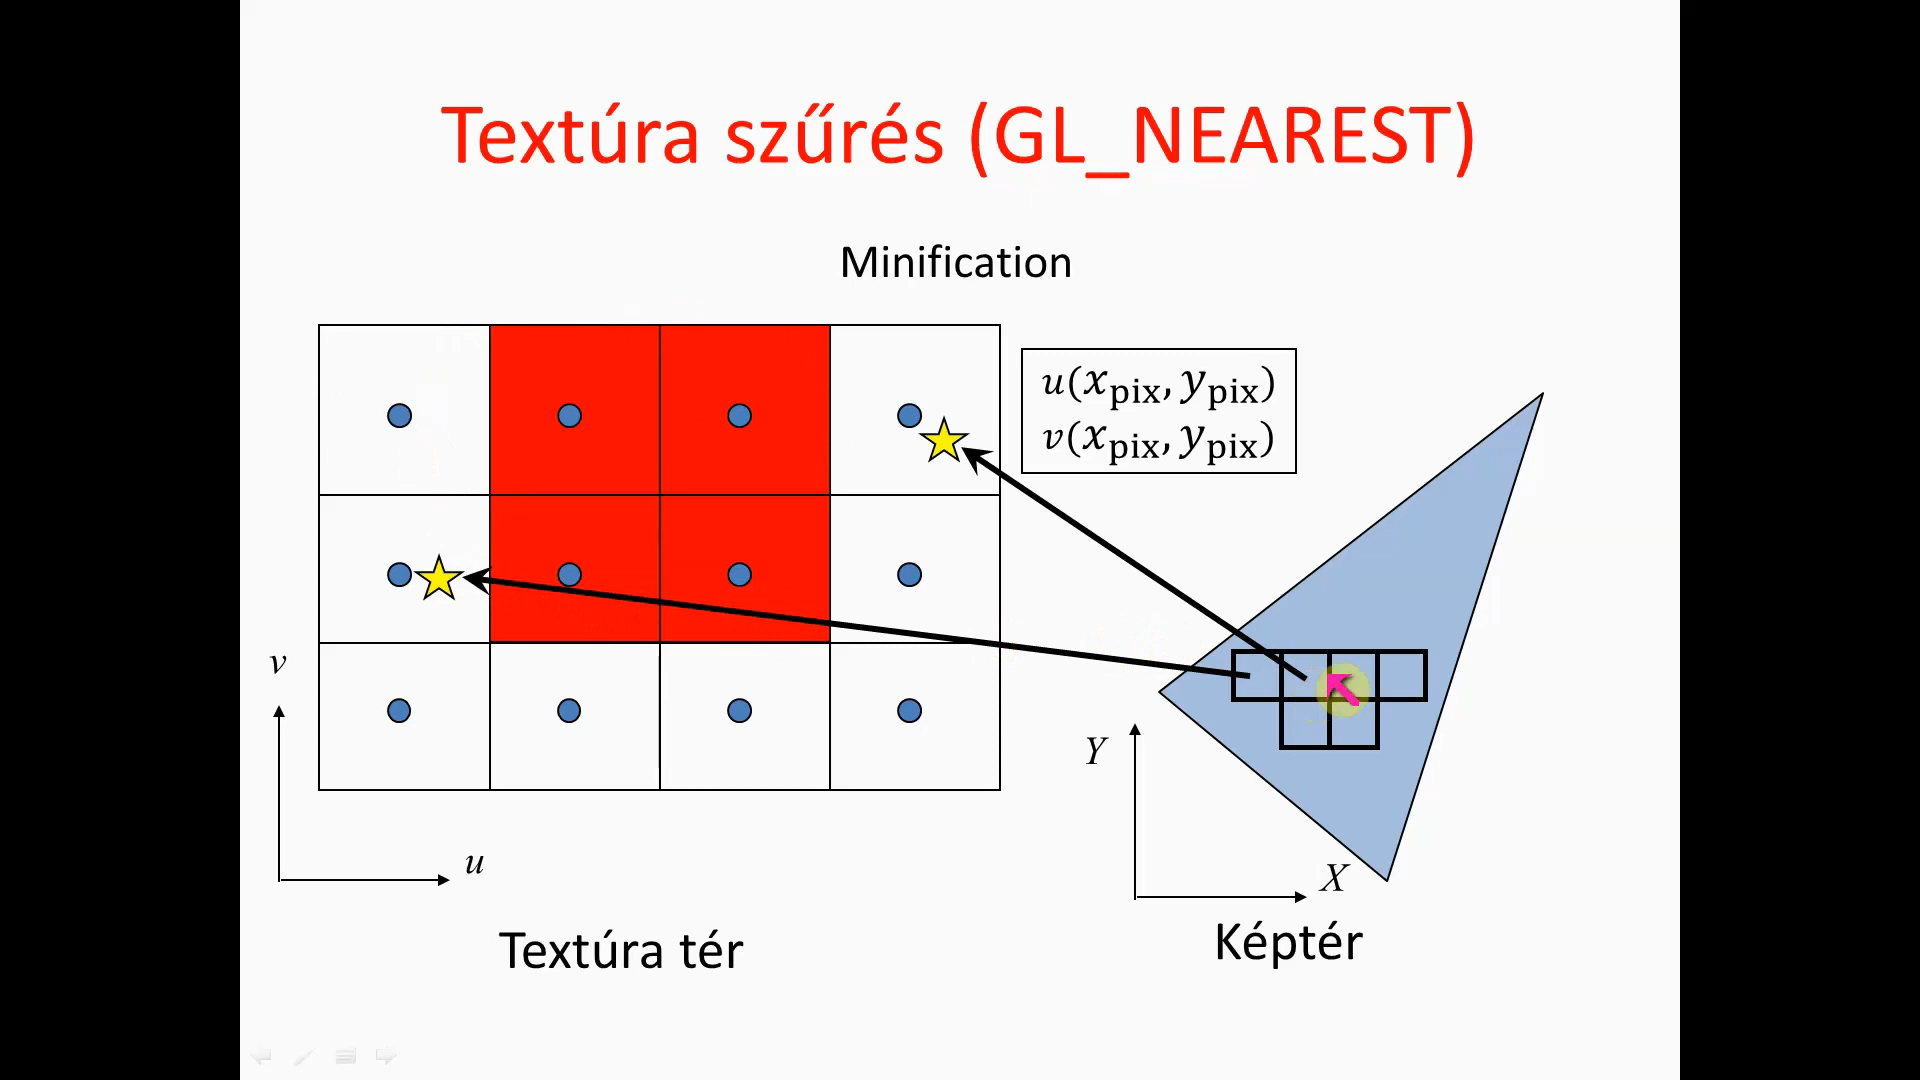 Textúra szűrés (GL_NEAREST)
Minification
u(x_pix, y_pix)
v(x_pix, y_pix)
v
u
Y
X
Textúra tér
Képtér